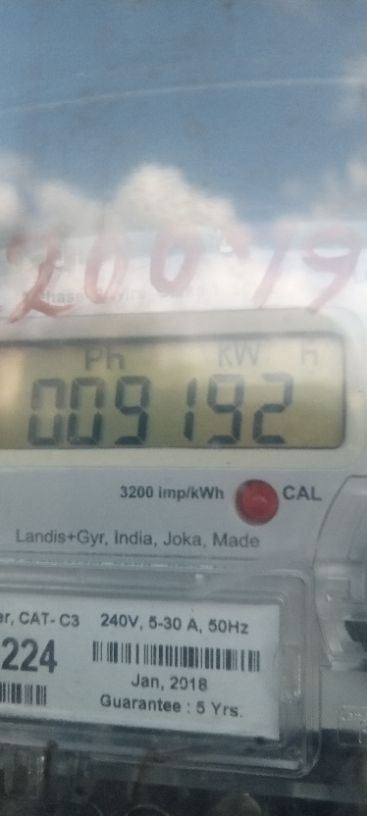 200-19
Ph kW h
009192
3200 imp/kWh CAL
Landis+Gyr, India, Joka, Made
er, CAT-C3 240V, 5-30 A, 50Hz
224
Jan, 2018
Guarantee : 5 Yrs.